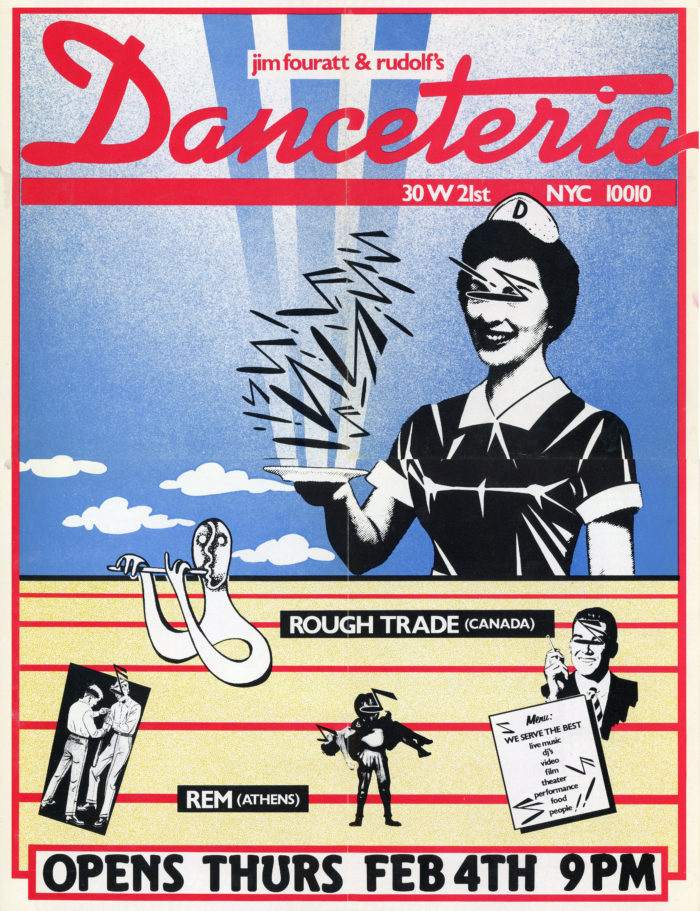 jim fouratt & rudolf's
Danceteria
30 W 21st NYC 10010
D
ROUGH TRADE (CANADA)
Menu:
WE SERVE THE BEST
live music
dj's
video
film
theater
performance
food
people!!!
REM (ATHENS)
OPENS THURS FEB 4TH 9PM